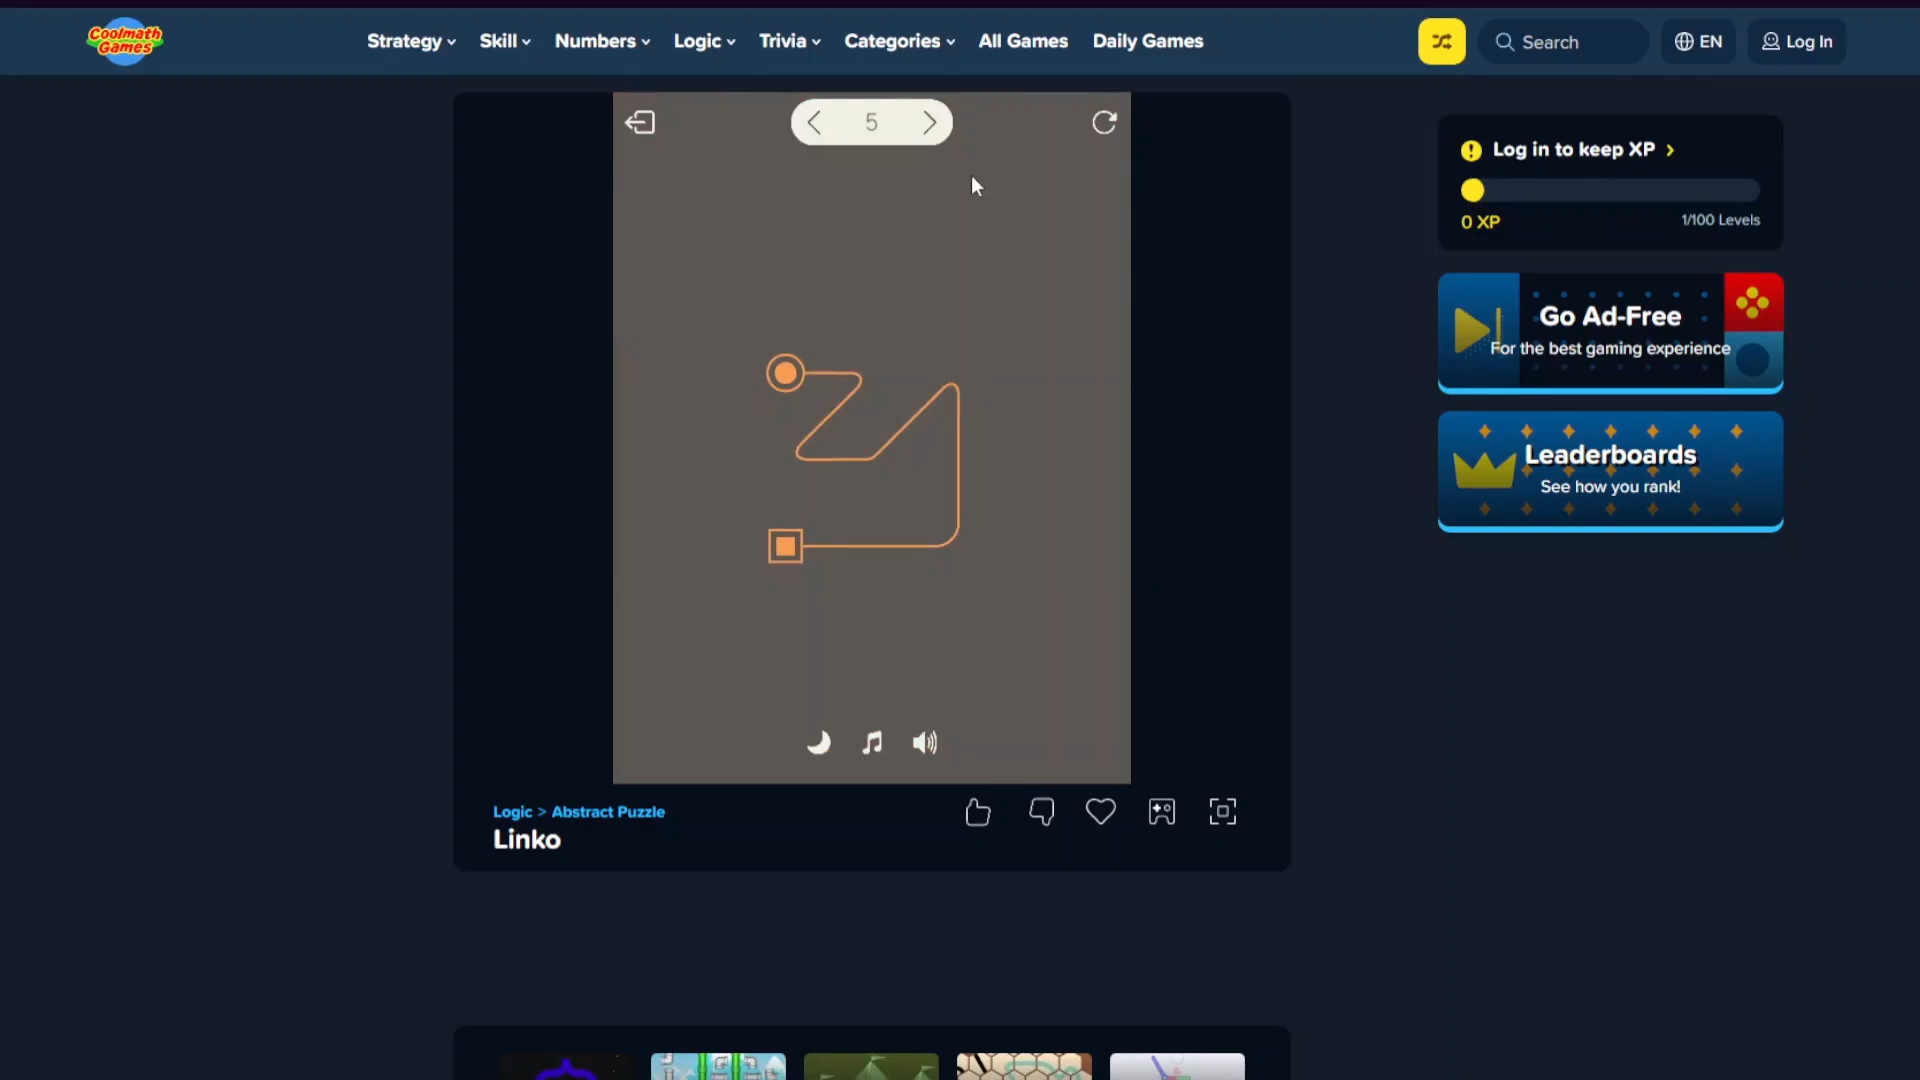 Coolmath Games
Strategy Skill Numbers Logic Trivia Categories All Games Daily Games Search EN Log In
5
Log in to keep XP
0 XP 1/100 Levels
Go Ad-Free
For the best gaming experience
Leaderboards
See how you rank!
Logic > Abstract Puzzle
Linko